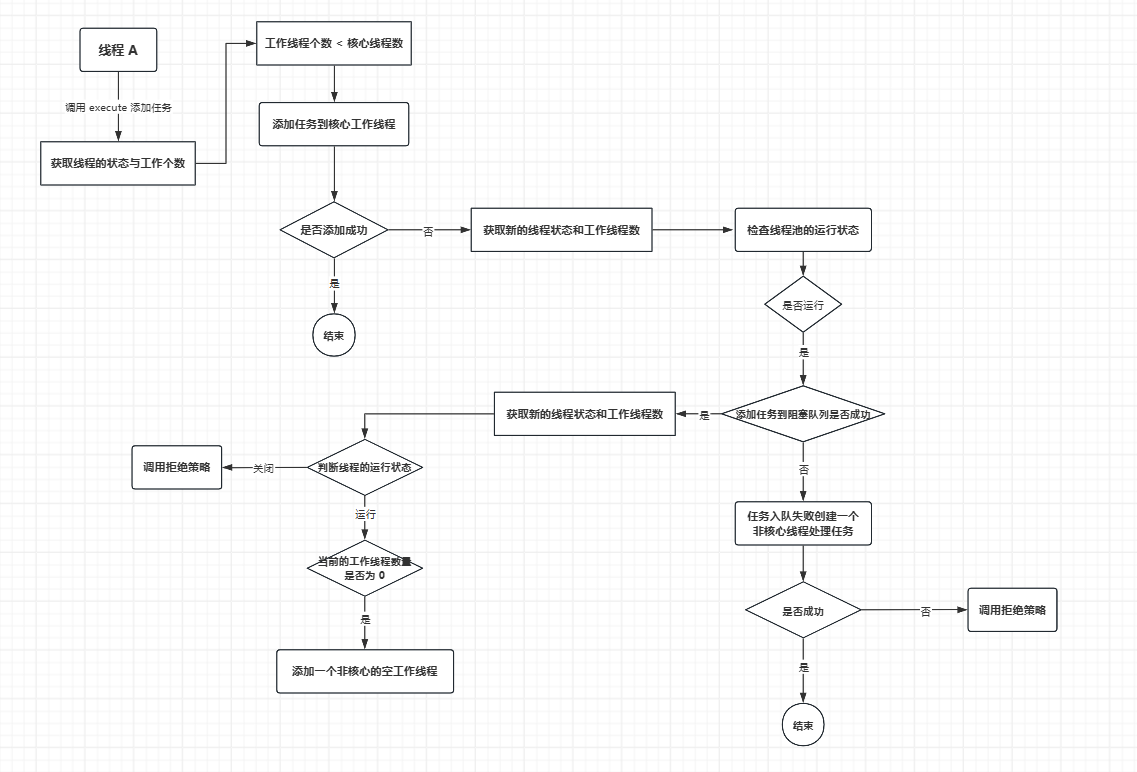 线程 A
调用 execute 添加任务
获取线程的状态与工作个数
工作线程个数 < 核心线程数
添加任务到核心工作线程
是否添加成功
是
结束
否
获取新的线程状态和工作线程数
检查线程池的运行状态
是否运行
是
添加任务到阻塞队列是否成功
是
获取新的线程状态和工作线程数
判断线程的运行状态
关闭
调用拒绝策略
运行
当前的工作线程数量
是否为 0
是
添加一个非核心的空工作线程
否
任务入队失败创建一个
非核心线程处理任务
是否成功
否
调用拒绝策略
是
结束